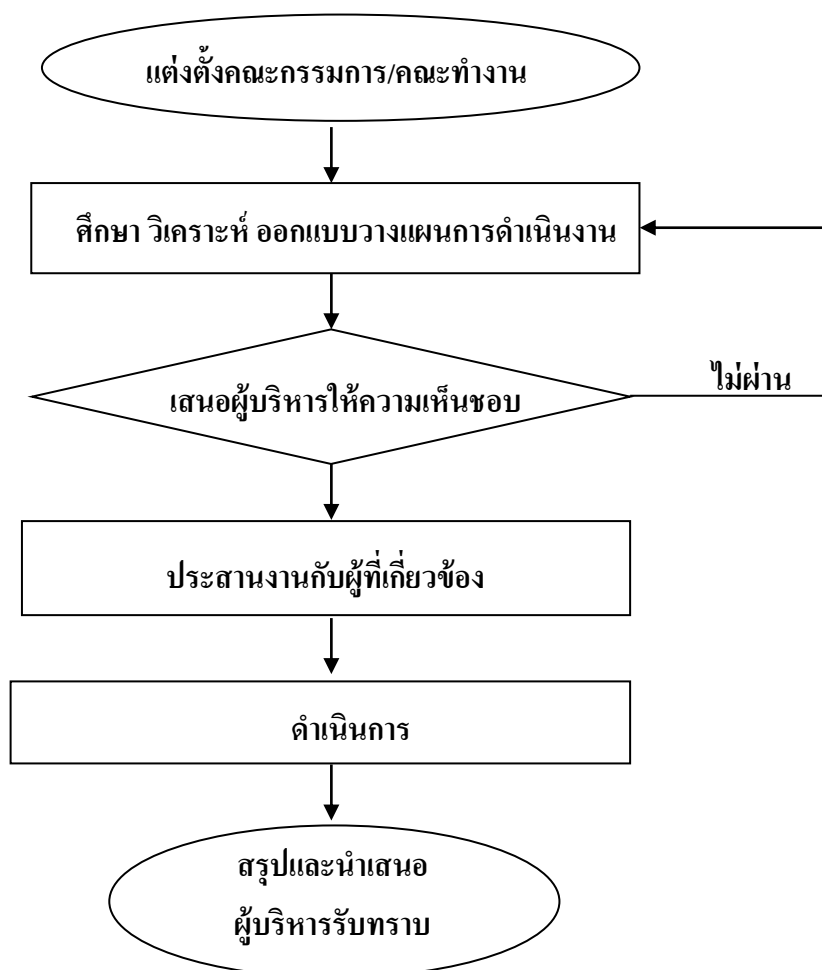 แต่งตั้งคณะกรรมการ/คณะทำงาน
ศึกษา วิเคราะห์ ออกแบบวางแผนการดำเนินงาน
ไม่ผ่าน
เสนอผู้บริหารให้ความเห็นชอบ
ประสานงานกับผู้ที่เกี่ยวข้อง
ดำเนินการ
สรุปและนำเสนอ
ผู้บริหารรับทราบ